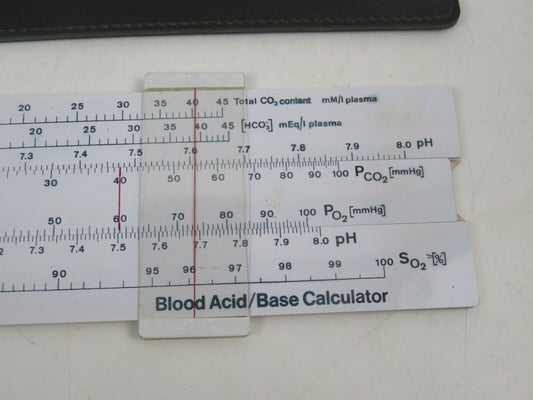 20 25 30 35 40 45 Total CO₂ content mM/l plasma
20 25 30 35 40 45 [HCO₃⁻] mEq/l plasma
7.3 7.4 7.5 7.6 7.7 7.8 7.9 8.0 pH
30 40 50 60 70 80 90 100 PCO₂ [mmHg]
50 60 70 80 90 100 PO₂ [mmHg]
7.4 7.5 7.6 7.7 7.8 7.9 8.0 pH
90 95 96 97 98 99 100 SO₂ [%]
Blood Acid/Base Calculator